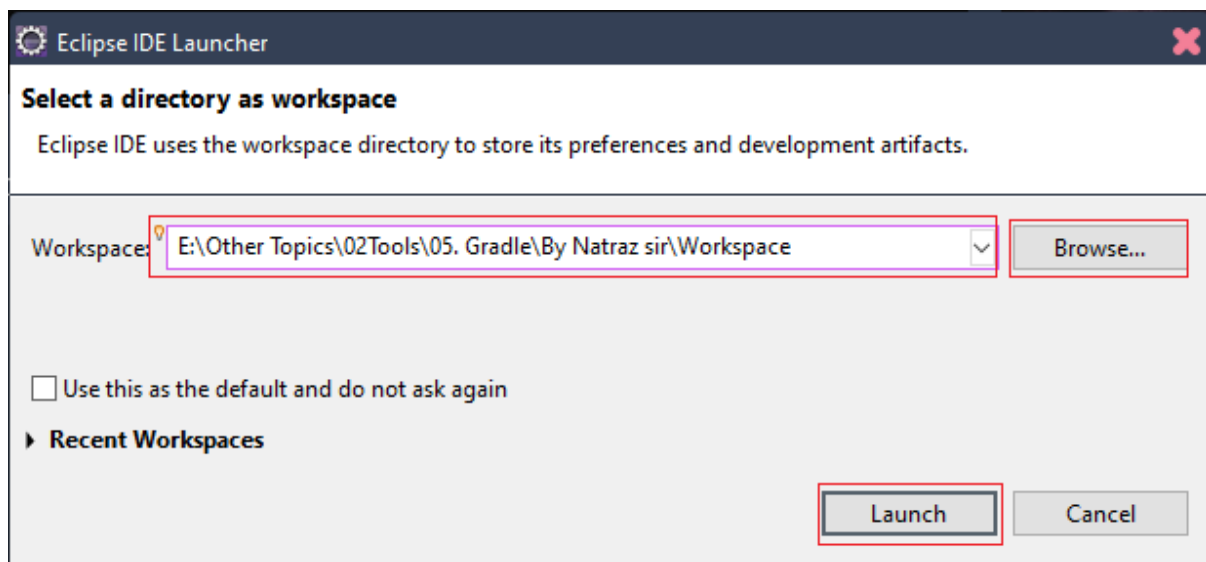 Eclipse IDE Launcher
Select a directory as workspace
Eclipse IDE uses the workspace directory to store its preferences and development artifacts.
Workspace: E:\Other Topics\02Tools\05. Gradle\By Natraz sir\Workspace Browse...
Use this as the default and do not ask again
Recent Workspaces
Launch Cancel